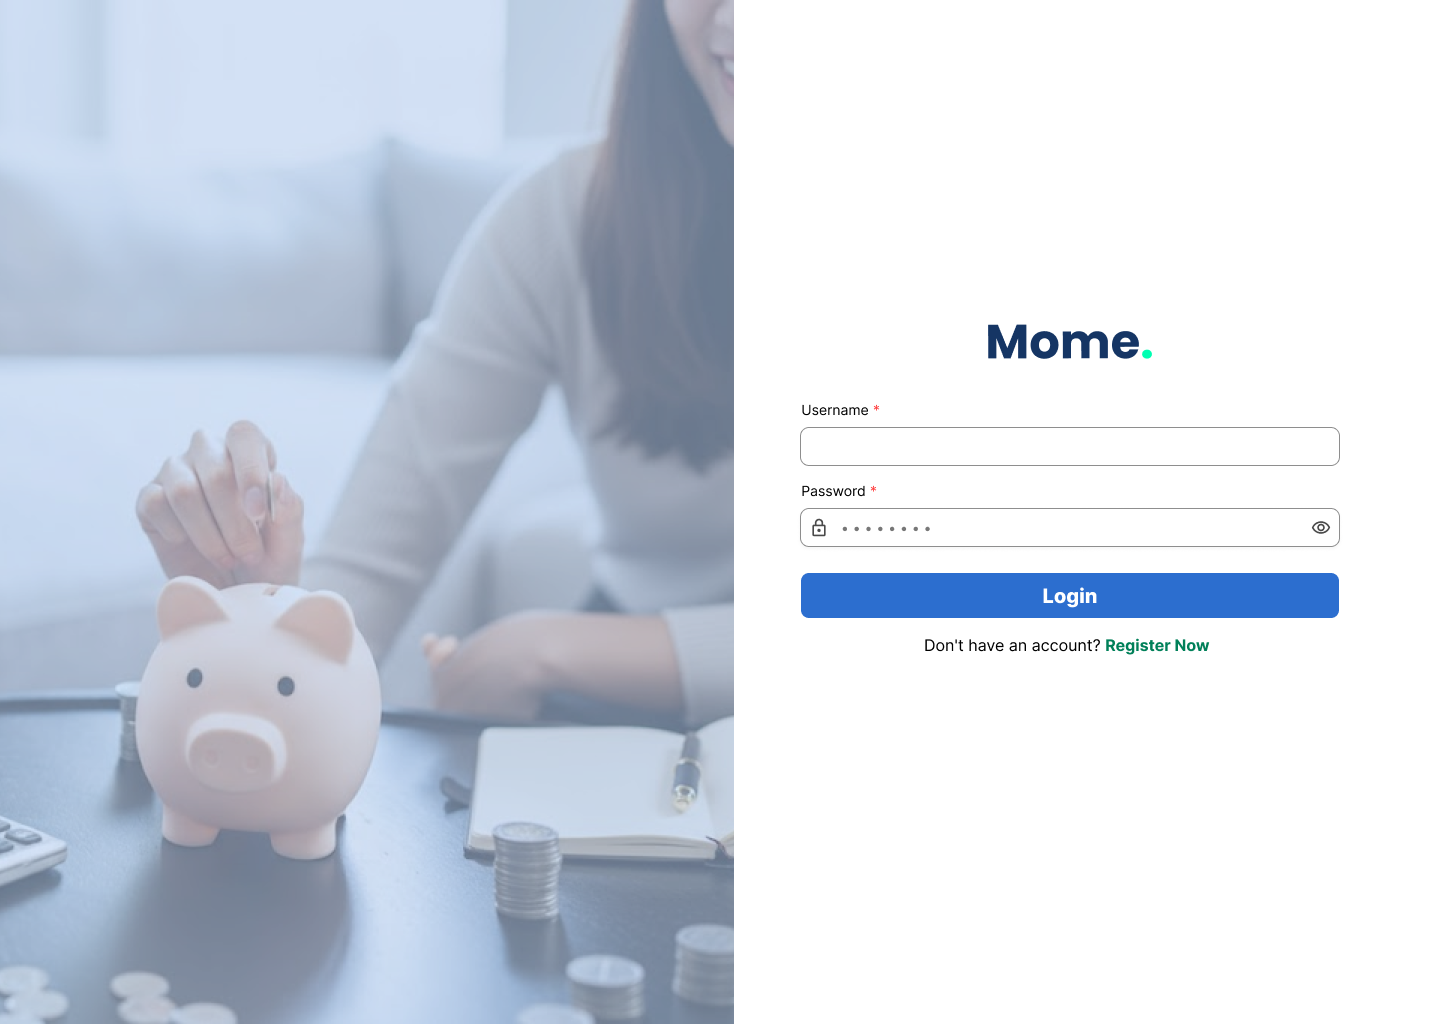 Mome.
Username *
Password *
••••••••
Login
Don't have an account? Register Now